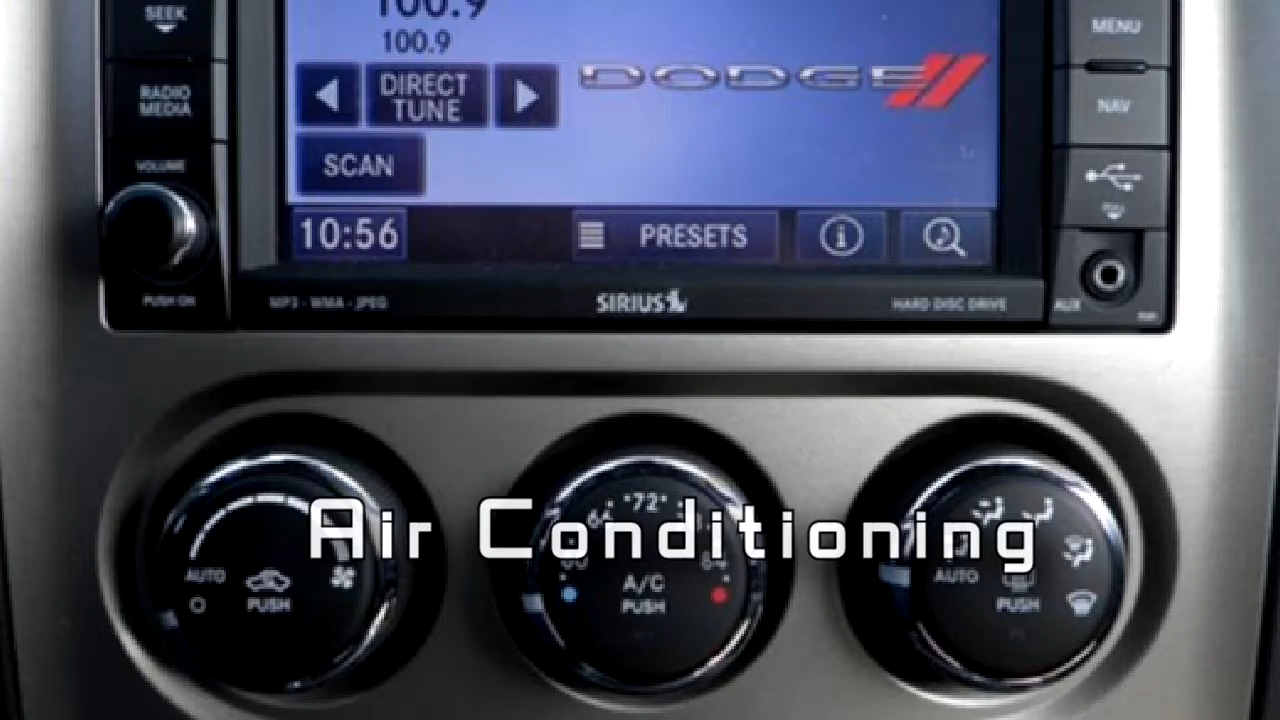 100.9
SEEK
MENU
100.9
DIRECT
TUNE
DODGE
RADIO
MEDIA
NAV
SCAN
VOLUME
10:56
PRESETS
PUSH ON
MP3 - WMA - JPEG
SIRIUS
HARD DISC DRIVE
AUX
72
Air Conditioning
AUTO
PUSH
A/C
PUSH
AUTO
PUSH